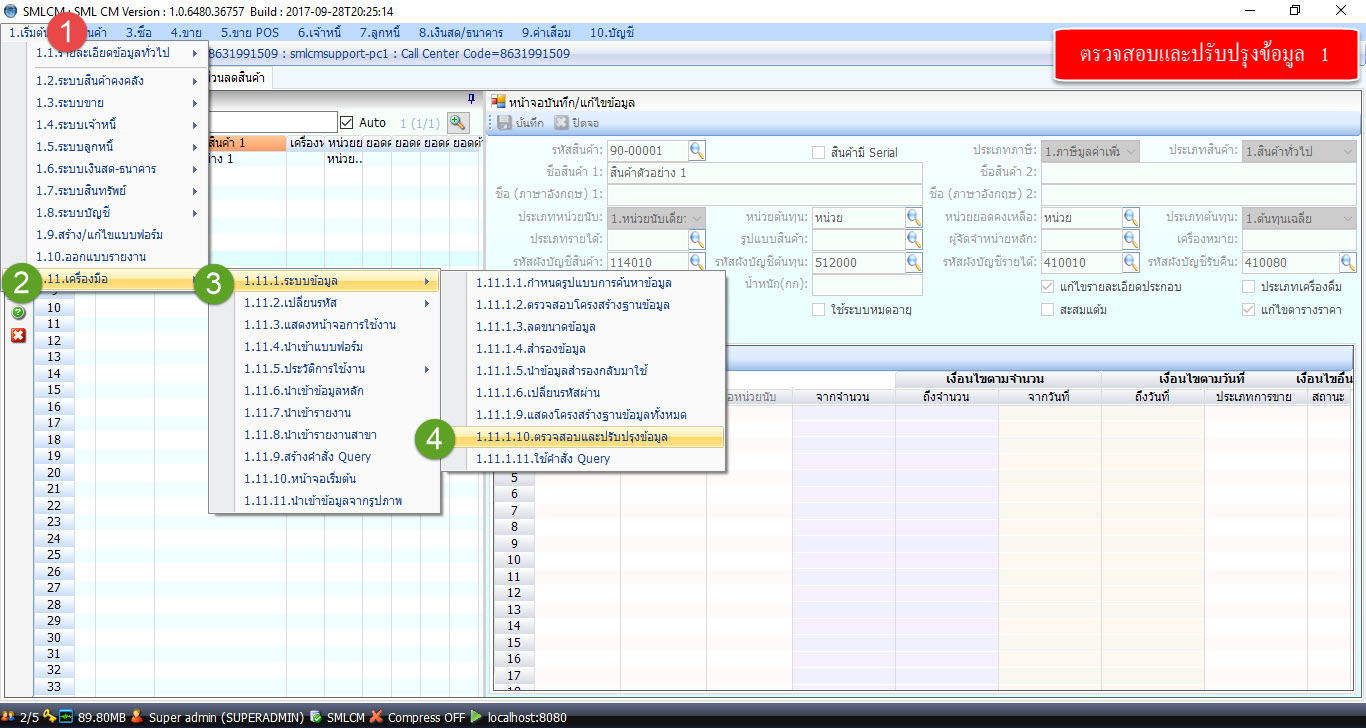 SMLCM : SML CM Version : 1.0.6480.36757 Build : 2017-09-28T20:25:14
3.ซื้อ 4.ขาย 5.ขาย POS 6.เจ้าหนี้ 7.ลูกหนี้ 8.เงินสด/ธนาคาร 9.ค่าเสื่อม 10.บัญชี
1
8631991509 : smlcmsupport-pc1 : Call Center Code=8631991509
ตรวจสอบและปรับปรุงข้อมูล 1
1.1.รายละเอียดข้อมูลทั่วไป
1.2.ระบบสินค้าคงคลัง
1.3.ระบบขาย
1.4.ระบบเจ้าหนี้
1.5.ระบบลูกหนี้
1.6.ระบบเงินสด-ธนาคาร
1.7.ระบบสินทรัพย์
1.8.ระบบบัญชี
1.9.สร้าง/แก้ไขแบบฟอร์ม
1.10.ออกแบบรายงาน
2
.11.เครื่องมือ
Auto 1 (1/1)
สินค้า 1 เครื่องห หน่วยย ยอดค ยอดค ยอดค ยอดค้
หน่วย..
3
1.11.1.ระบบข้อมูล
1.11.2.เปลี่ยนรหัส
1.11.3.แสดงหน้าจอการใช้งาน
1.11.4.นำเข้าแบบฟอร์ม
1.11.5.ประวัติการใช้งาน
1.11.6.นำเข้าข้อมูลหลัก
1.11.7.นำเข้ารายงาน
1.11.8.นำเข้ารายงานสาขา
1.11.9.สร้างคำสั่ง Query
1.11.10.หน้าจอเริ่มต้น
1.11.11.นำเข้าข้อมูลจากรูปภาพ
1.11.1.1.กำหนดรูปแบบการค้นหาข้อมูล
1.11.1.2.ตรวจสอบโครงสร้างฐานข้อมูล
1.11.1.3.ลดขนาดข้อมูล
1.11.1.4.สำรองข้อมูล
1.11.1.5.นำข้อมูลสำรองกลับมาใช้
1.11.1.6.เปลี่ยนรหัสผ่าน
1.11.1.9.แสดงโครงสร้างฐานข้อมูลทั้งหมด
4
1.11.1.10.ตรวจสอบและปรับปรุงข้อมูล
1.11.1.11.ใช้คำสั่ง Query
10
11
12
13
14
15
16
17
18
19
20
21
22
23
24
25
26
27
28
29
30
31
32
33
หน้าจอบันทึก/แก้ไขข้อมูล
บันทึก ปิดจอ
รหัสสินค้า: 90-00001 สินค้ามี Serial ประเภทภาษี: 1.ภาษีมูลค่าเพิ่ม ประเภทสินค้า: 1.สินค้าทั่วไป
ชื่อสินค้า 1: สินค้าตัวอย่าง 1 ชื่อสินค้า 2:
ชื่อ (ภาษาอังกฤษ) 1: ชื่อ (ภาษาอังกฤษ) 2:
ประเภทหน่วยนับ: 1.หน่วยนับเดีย หน่วยต้นทุน: หน่วย หน่วยยอดคงเหลือ: หน่วย ประเภทต้นทุน: 1.ต้นทุนเฉลี่ย
ประเภทรายได้: รูปแบบสินค้า: ผู้จัดจำหน่ายหลัก: เครื่องหมาย:
รหัสผังบัญชีสินค้า: 114010 รหัสผังบัญชีต้นทุน: 512000 รหัสผังบัญชีรายได้: 410010 รหัสผังบัญชีรับคืน: 410080
น้ำหนัก(กก): แก้ไขรายละเอียดประกอบ ประเภทเครื่องดื่ม
ใช้ระบบหมดอายุ สะสมแต้ม แก้ไขตารางราคา
เงื่อนไขตามจำนวน เงื่อนไขตามวันที่ เงื่อนไขอื่น
จากจำนวน ถึงจำนวน จากวันที่ ถึงวันที่ ประเภทการขาย สถานะ
5
6
7
8
9
10
11
12
13
14
15
16
17
2/5 89.80MB Super admin (SUPERADMIN) SMLCM Compress OFF localhost:8080